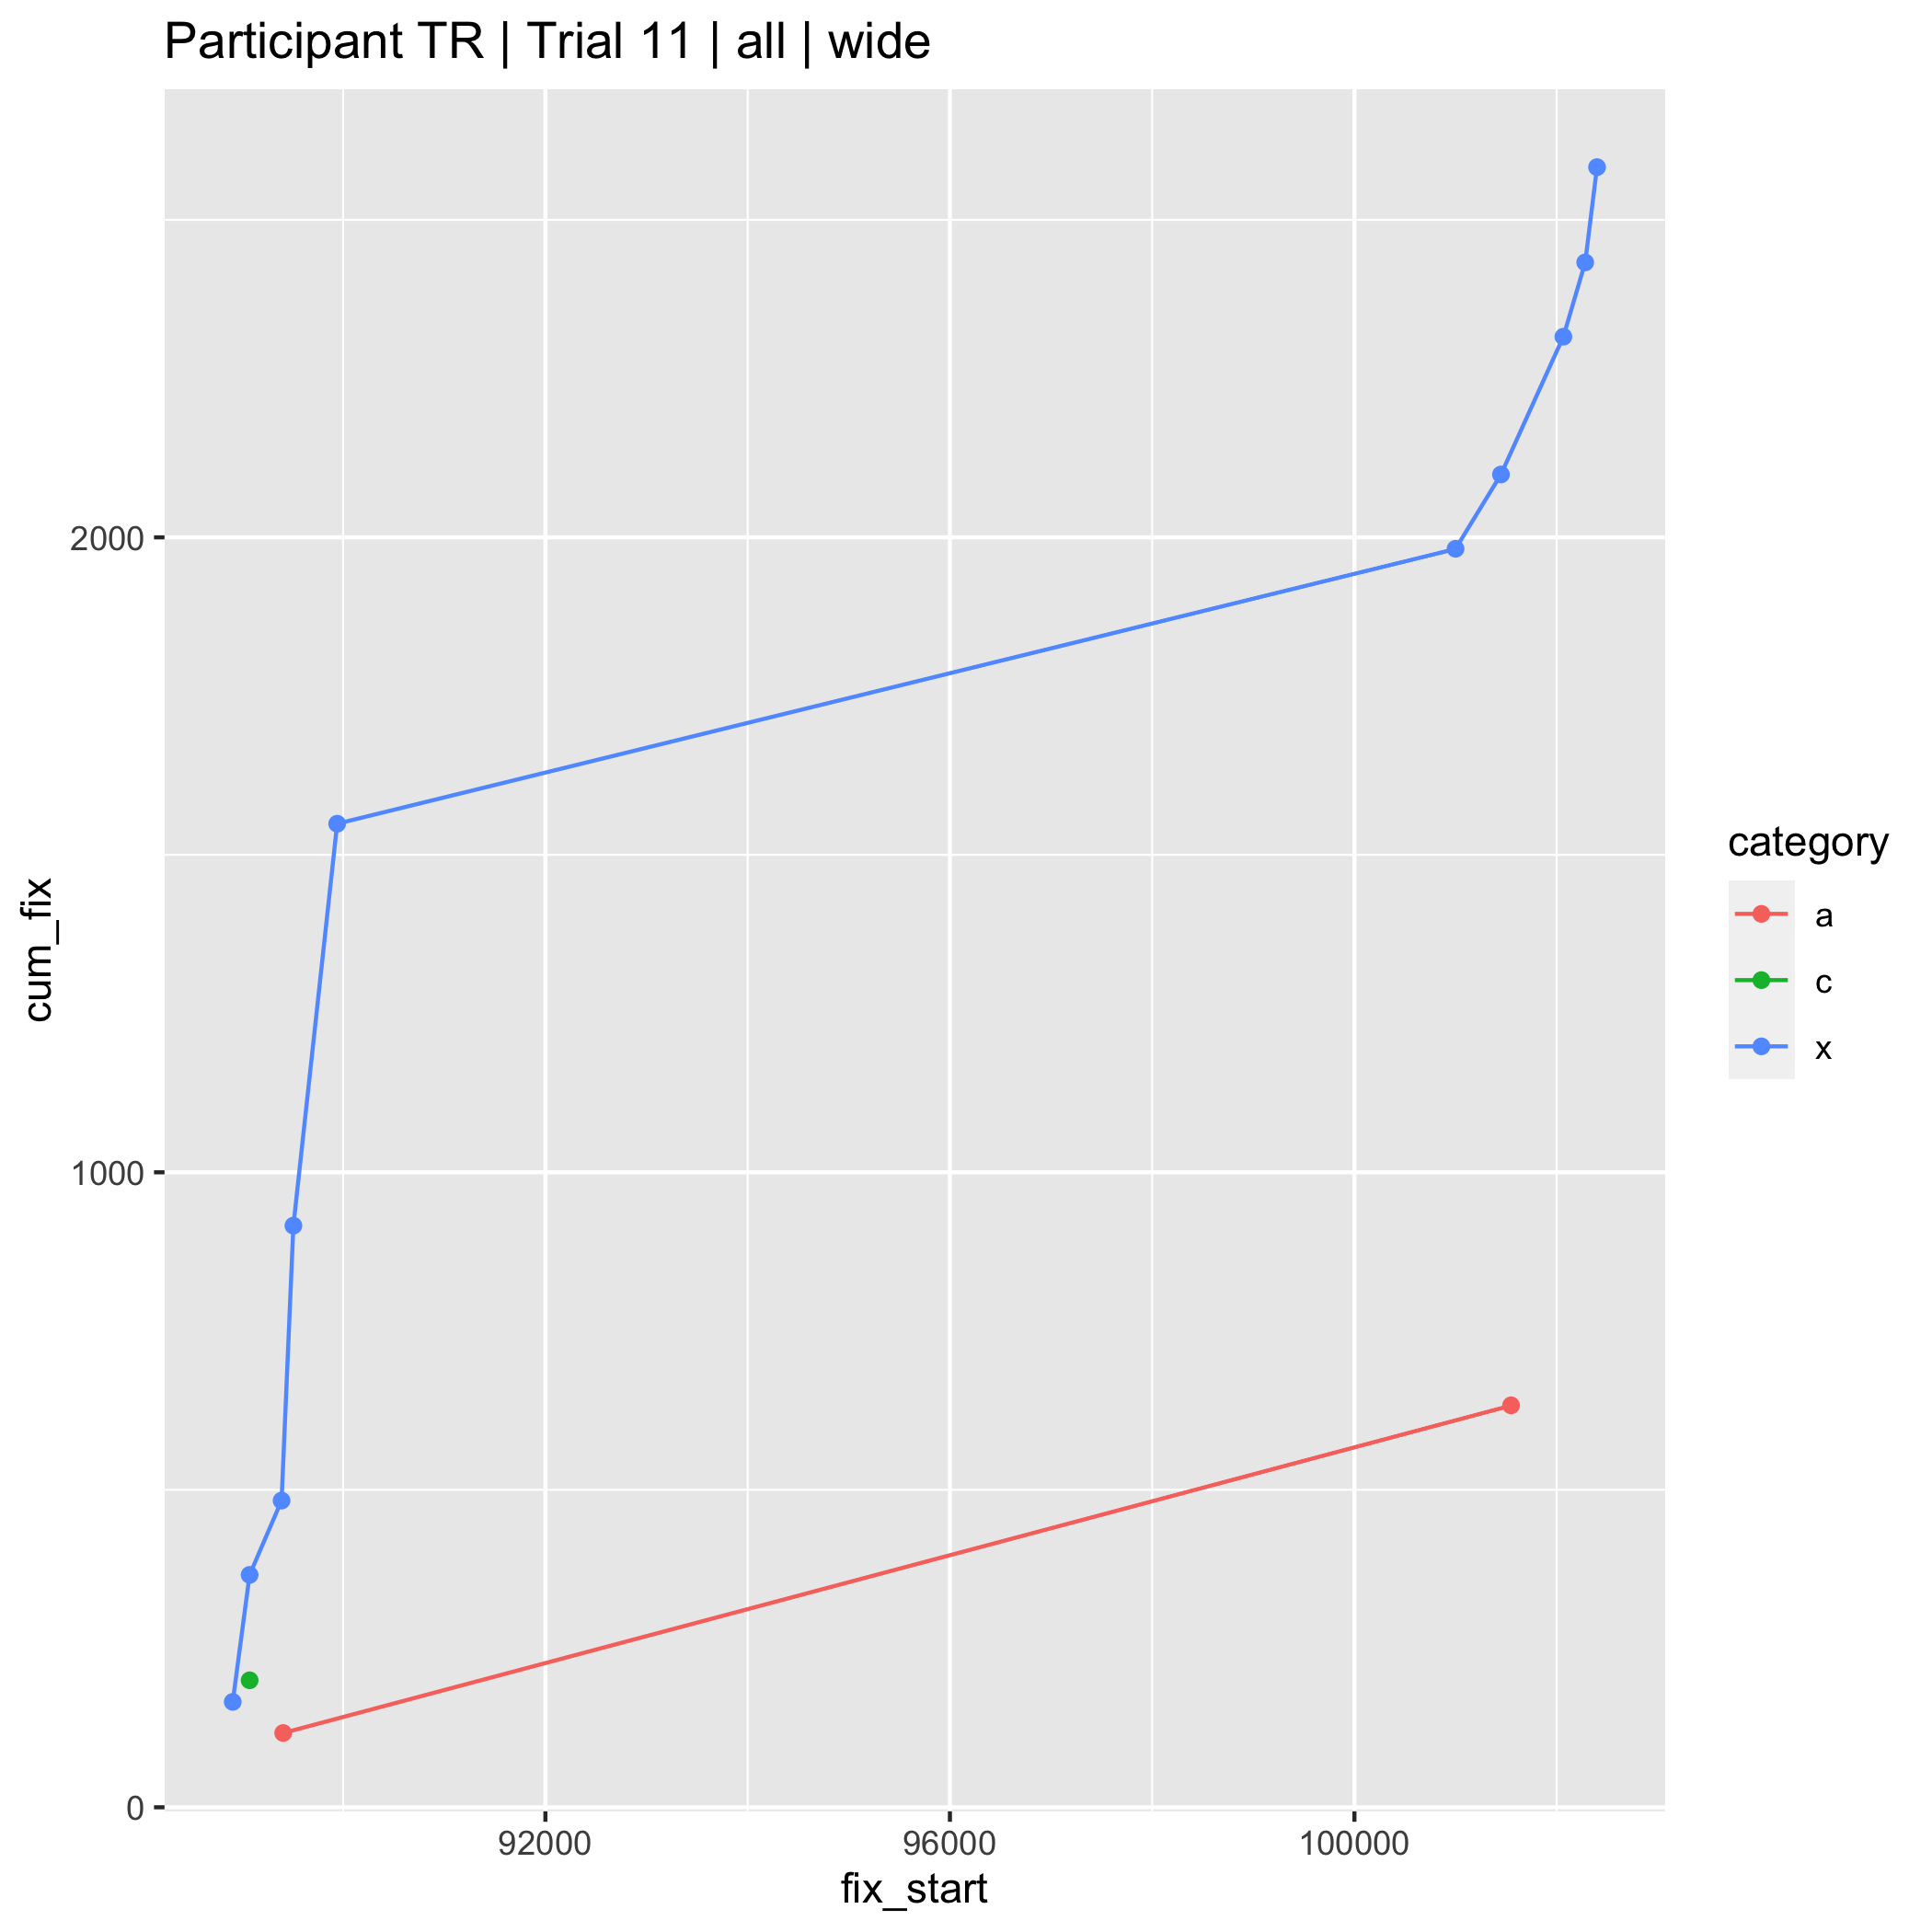 Participant TR | Trial 11 | all | wide
cum_fix
2000
1000
0
92000 96000 100000
fix_start
category
a
c
x